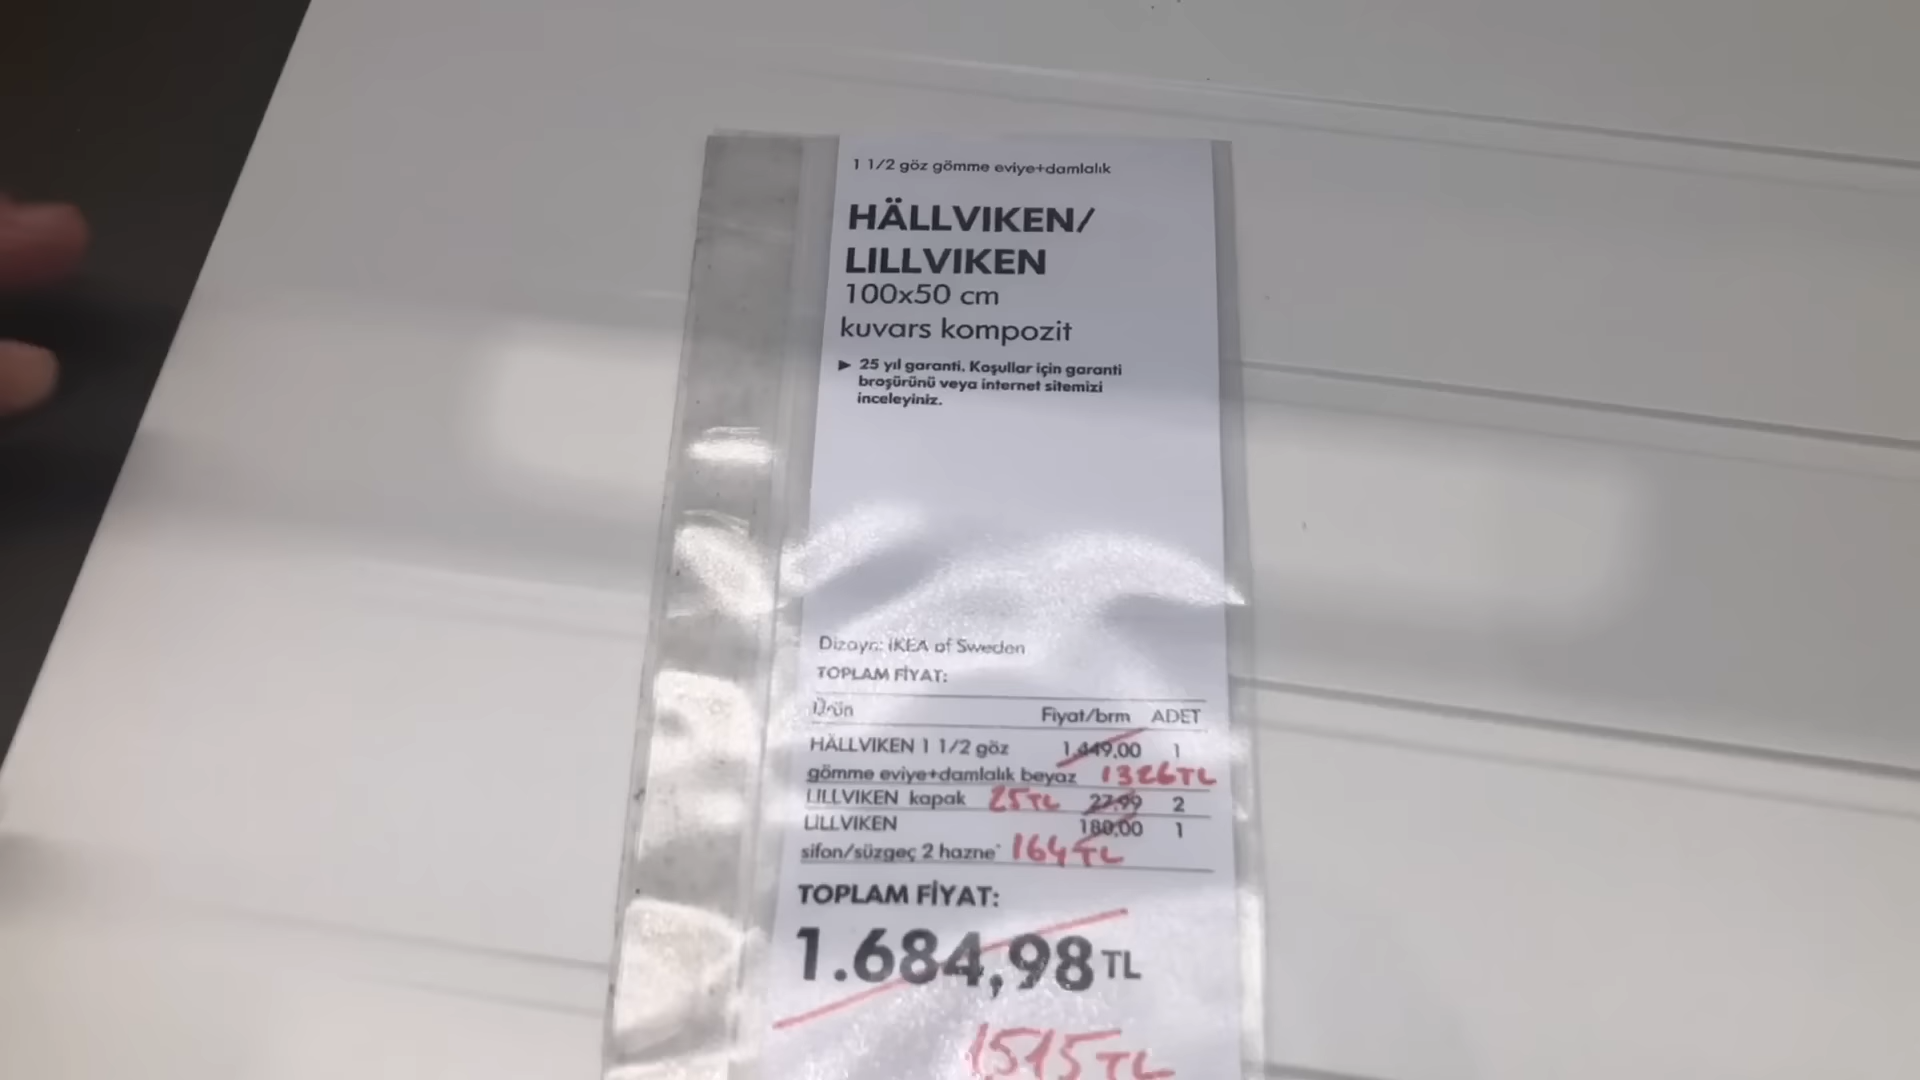 1 1/2 göz gömme eviye+damlalık
HÄLLVIKEN/
LILLVIKEN
100x50 cm
kuvars kompozit
▶ 25 yıl garanti. Koşullar için garanti
broşürünü veya internet sitemizi
inceleyiniz.
Dizayn: IKEA of Sweden
TOPLAM FİYAT:
Ürün Fiyat/brm ADET
HÄLLVIKEN 1 1/2 göz 1.449,00 1
gömme eviye+damlalık beyaz 1326TL
LILLVIKEN kapak 25TL 27,99 2
LILLVIKEN 180,00 1
sifon/süzgeç 2 hazne* 164TL
TOPLAM FİYAT:
1.684,98 TL
1515TL